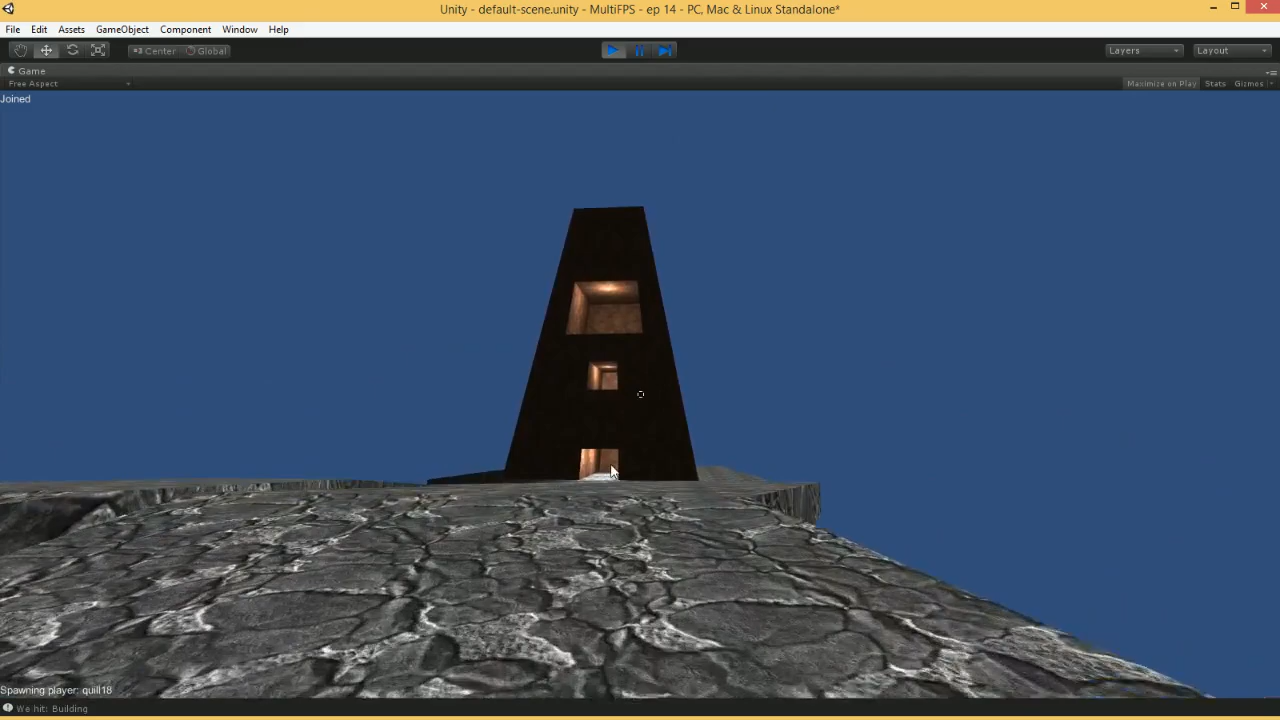 Unity - default-scene.unity - MultiFPS - ep 14 - PC, Mac & Linux Standalone*
File Edit Assets GameObject Component Window Help
Center Global Layers Layout
Game
Free Aspect Maximize on Play Stats Gizmos
Joined
Spawning player: quill18
We hit: Building